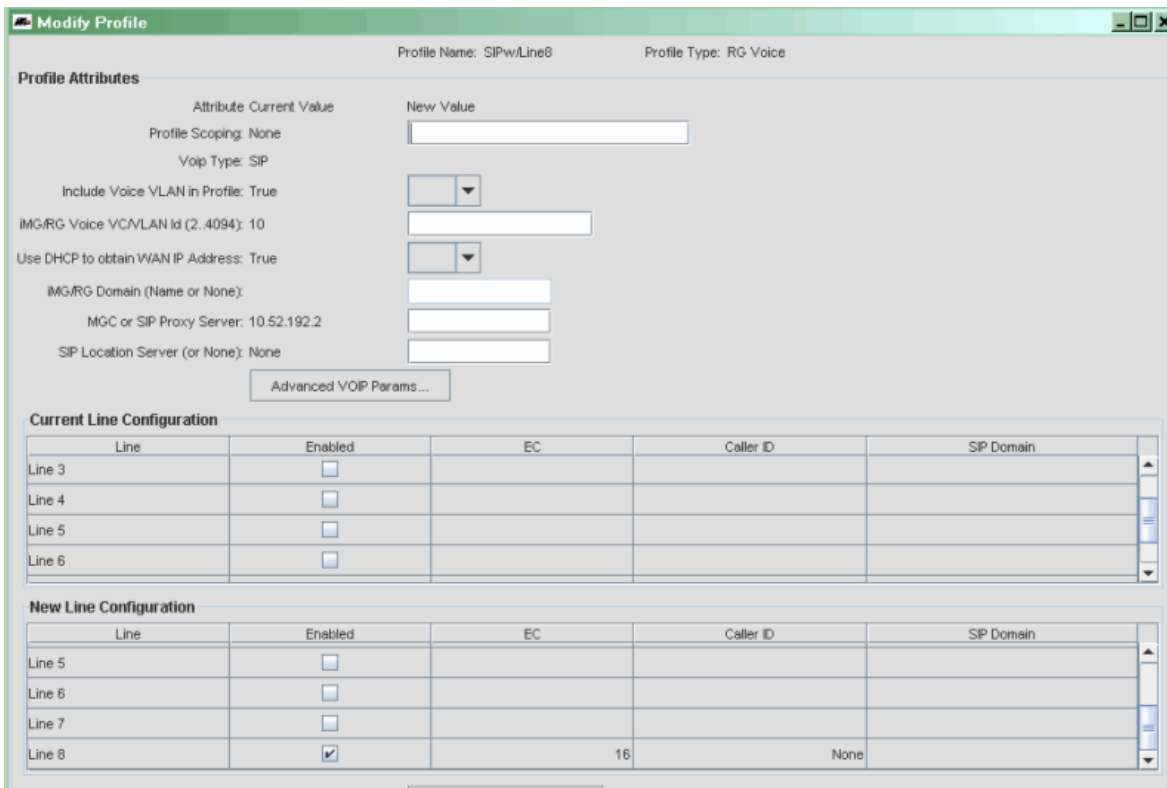 Modify Profile
Profile Name: SIPw/Line8 Profile Type: RG Voice
Profile Attributes
Attribute Current Value New Value
Profile Scoping: None
Voip Type: SIP
Include Voice VLAN in Profile: True
iMG/RG Voice VC/VLAN Id (2..4094): 10
Use DHCP to obtain WAN IP Address: True
iMG/RG Domain (Name or None):
MGC or SIP Proxy Server: 10.52.192.2
SIP Location Server (or None): None
Advanced VOIP Params...
Current Line Configuration
Line Enabled EC Caller ID SIP Domain
Line 3
Line 4
Line 5
Line 6
New Line Configuration
Line Enabled EC Caller ID SIP Domain
Line 5
Line 6
Line 7
Line 8 16 None